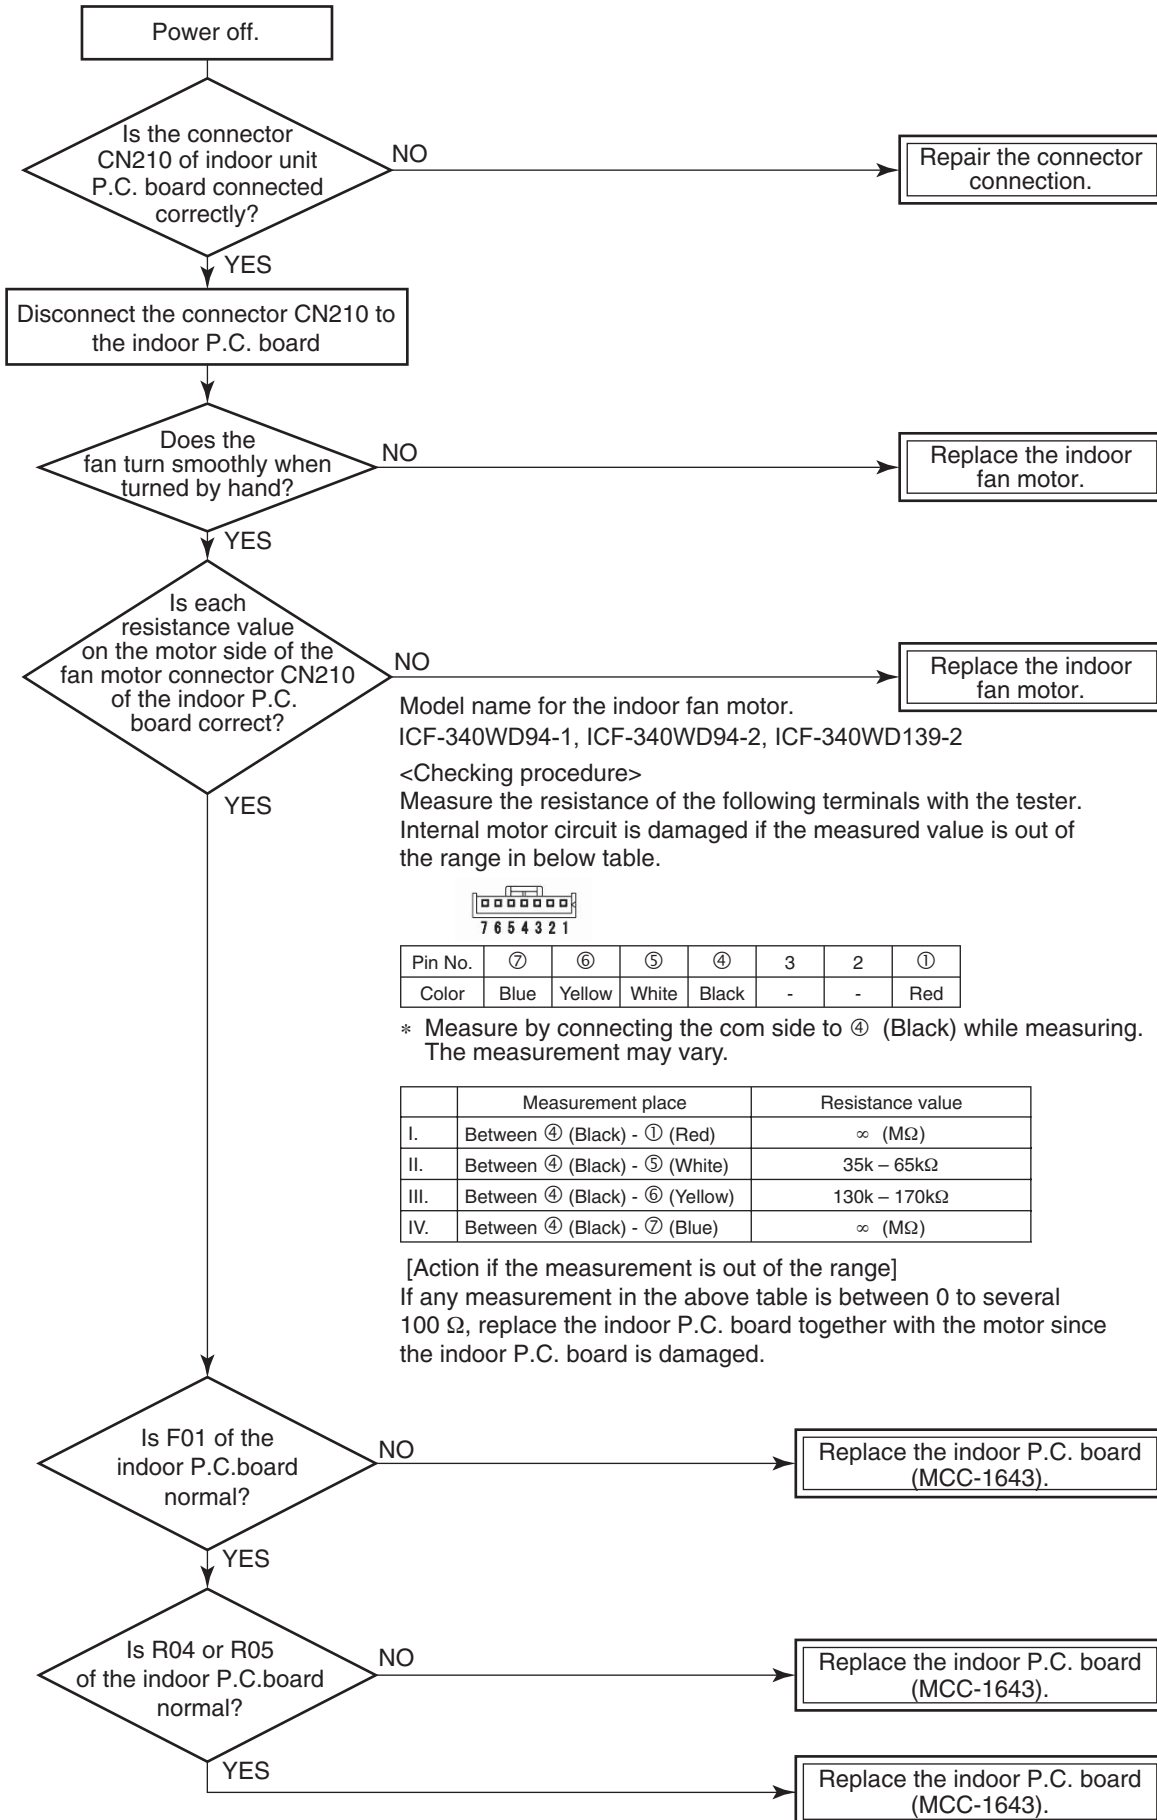 Power off.
Is the connector
CN210 of indoor unit
P.C. board connected
correctly?
NO
Repair the connector
connection.
YES
Disconnect the connector CN210 to
the indoor P.C. board
Does the
fan turn smoothly when
turned by hand?
NO
Replace the indoor
fan motor.
YES
Is each
resistance value
on the motor side of the
fan motor connector CN210
of the indoor P.C.
board correct?
NO
Replace the indoor
fan motor.
YES
Model name for the indoor fan motor.
ICF-340WD94-1, ICF-340WD94-2, ICF-340WD139-2
<Checking procedure>
Measure the resistance of the following terminals with the tester.
Internal motor circuit is damaged if the measured value is out of
the range in below table.
7 6 5 4 3 2 1
Pin No. ⑦ ⑥ ⑤ ④ 3 2 ①
Color Blue Yellow White Black - - Red
* Measure by connecting the com side to ④ (Black) while measuring.
The measurement may vary.
Measurement place Resistance value
I. Between ④ (Black) - ① (Red) ∞ (MΩ)
II. Between ④ (Black) - ⑤ (White) 35k – 65kΩ
III. Between ④ (Black) - ⑥ (Yellow) 130k – 170kΩ
IV. Between ④ (Black) - ⑦ (Blue) ∞ (MΩ)
[Action if the measurement is out of the range]
If any measurement in the above table is between 0 to several
100 Ω, replace the indoor P.C. board together with the motor since
the indoor P.C. board is damaged.
Is F01 of the
indoor P.C.board
normal?
NO
Replace the indoor P.C. board
(MCC-1643).
YES
Is R04 or R05
of the indoor P.C.board
normal?
NO
Replace the indoor P.C. board
(MCC-1643).
YES
Replace the indoor P.C. board
(MCC-1643).